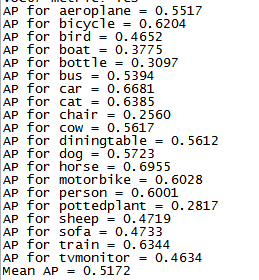 AP for aeroplane = 0.5517
AP for bicycle = 0.6204
AP for bird = 0.4652
AP for boat = 0.3775
AP for bottle = 0.3097
AP for bus = 0.5394
AP for car = 0.6681
AP for cat = 0.6385
AP for chair = 0.2560
AP for cow = 0.5617
AP for diningtable = 0.5612
AP for dog = 0.5723
AP for horse = 0.6955
AP for motorbike = 0.6028
AP for person = 0.6001
AP for pottedplant = 0.2817
AP for sheep = 0.4719
AP for sofa = 0.4733
AP for train = 0.6344
AP for tvmonitor = 0.4634
Mean AP = 0.5172